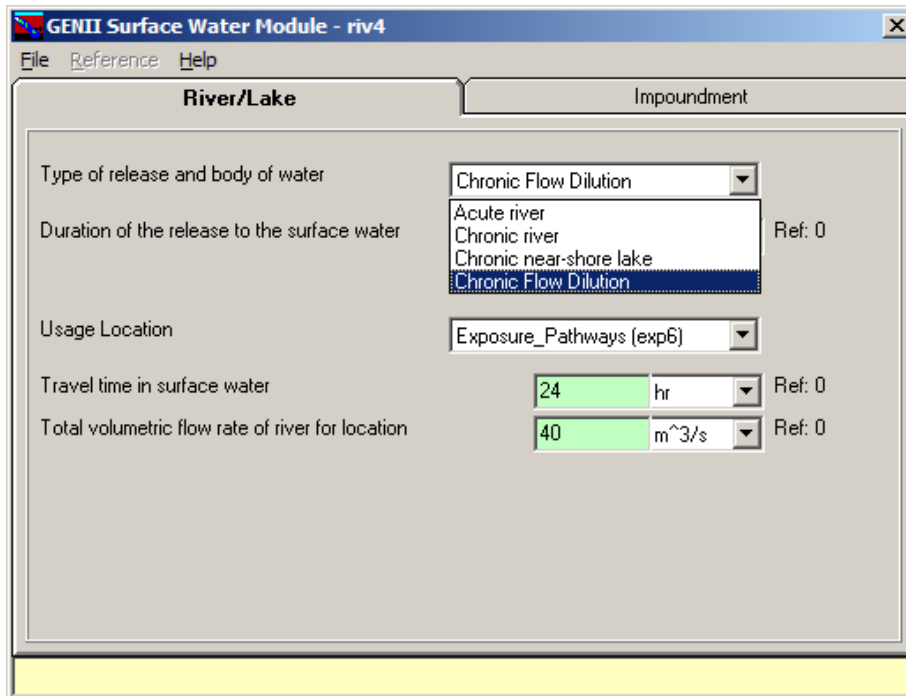 GENII Surface Water Module - riv4
File Reference Help
River/Lake Impoundment
Type of release and body of water Chronic Flow Dilution
Acute river
Duration of the release to the surface water Chronic river Ref: 0
Chronic near-shore lake
Chronic Flow Dilution
Usage Location Exposure_Pathways (exp6)
Travel time in surface water 24 hr Ref: 0
Total volumetric flow rate of river for location 40 m^3/s Ref: 0